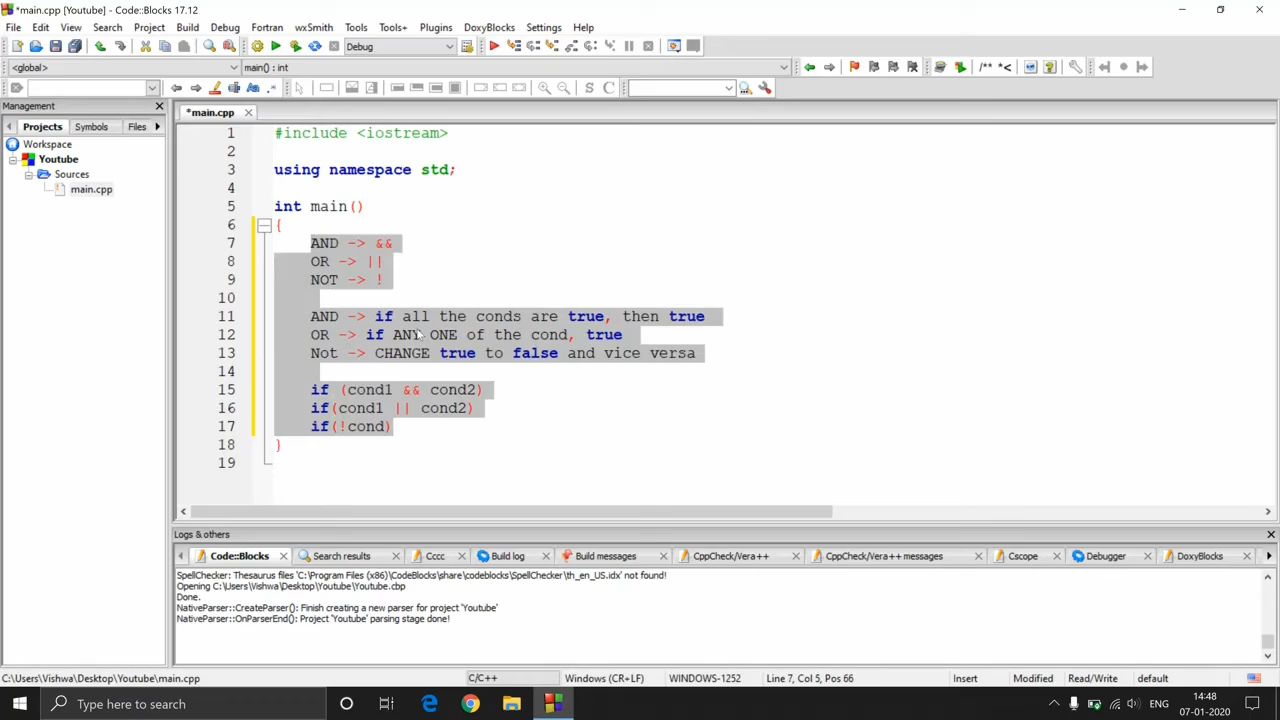 *main.cpp [Youtube] - Code::Blocks 17.12
File Edit View Search Project Build Debug Fortran wxSmith Tools Tools+ Plugins DoxyBlocks Settings Help
Debug
<global> main() : int
/** *<
S C
Management
Projects Symbols Files
*main.cpp
Workspace
Youtube
Sources
main.cpp
1 #include <iostream>
2
3 using namespace std;
4
5 int main()
6 {
7 AND -> &&
8 OR -> ||
9 NOT -> !
10
11 AND -> if all the conds are true, then true
12 OR -> if ANY ONE of the cond, true
13 Not -> CHANGE true to false and vice versa
14
15 if (cond1 && cond2)
16 if(cond1 || cond2)
17 if(!cond)
18 }
19
Logs & others
Code::Blocks Search results Cccc Build log Build messages CppCheck/Vera++ CppCheck/Vera++ messages Cscope Debugger DoxyBlocks
SpellChecker: Thesaurus files 'C:\Program Files (x86)\CodeBlocks\share\codeblocks\SpellChecker\th_en_US.idx' not found!
Opening C:\Users\Vishwa\Desktop\Youtube\Youtube.cbp
Done.
NativeParser::CreateParser(): Finish creating a new parser for project 'Youtube'
NativeParser::OnParserEnd(): Project 'Youtube' parsing stage done!
C:\Users\Vishwa\Desktop\Youtube\main.cpp C/C++ Windows (CR+LF) WINDOWS-1252 Line 7, Col 5, Pos 66 Insert Modified Read/Write default
Type here to search
ENG
14:48
07-01-2020